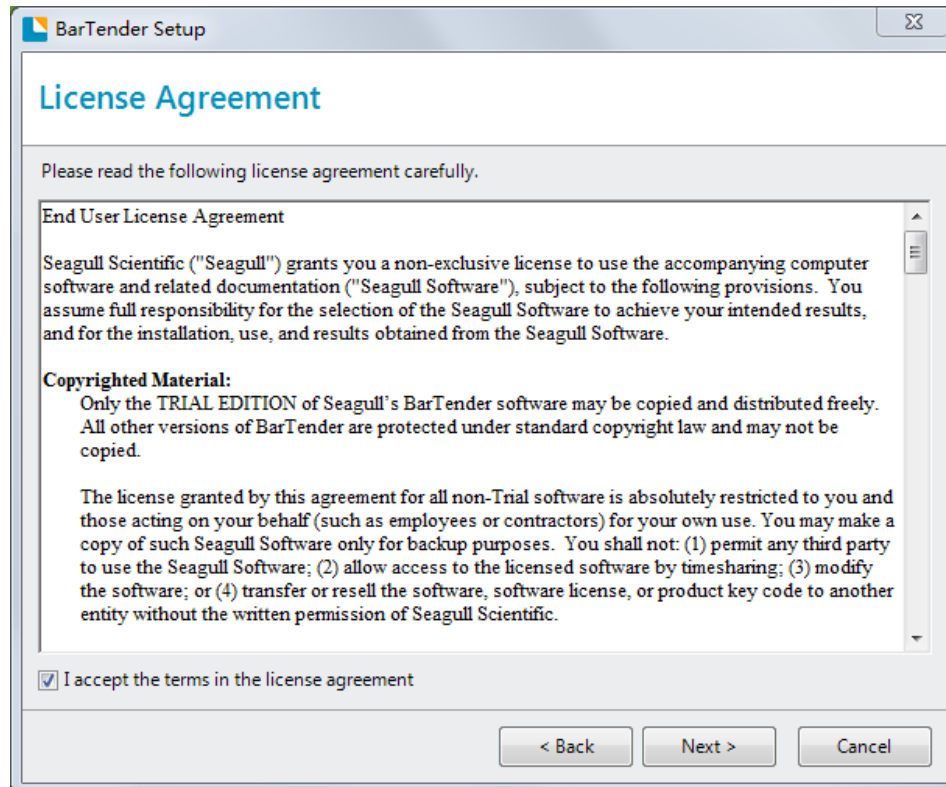 BarTender Setup
License Agreement
Please read the following license agreement carefully.
End User License Agreement
Seagull Scientific ("Seagull") grants you a non-exclusive license to use the accompanying computer
software and related documentation ("Seagull Software"), subject to the following provisions.  You
assume full responsibility for the selection of the Seagull Software to achieve your intended results,
and for the installation, use, and results obtained from the Seagull Software.
Copyrighted Material:
Only the TRIAL EDITION of Seagull’s BarTender software may be copied and distributed freely.
All other versions of BarTender are protected under standard copyright law and may not be
copied.
The license granted by this agreement for all non-Trial software is absolutely restricted to you and
those acting on your behalf (such as employees or contractors) for your own use. You may make a
copy of such Seagull Software only for backup purposes.  You shall not: (1) permit any third party
to use the Seagull Software; (2) allow access to the licensed software by timesharing; (3) modify
the software; or (4) transfer or resell the software, software license, or product key code to another
entity without the written permission of Seagull Scientific.
I accept the terms in the license agreement
< Back
Next >
Cancel